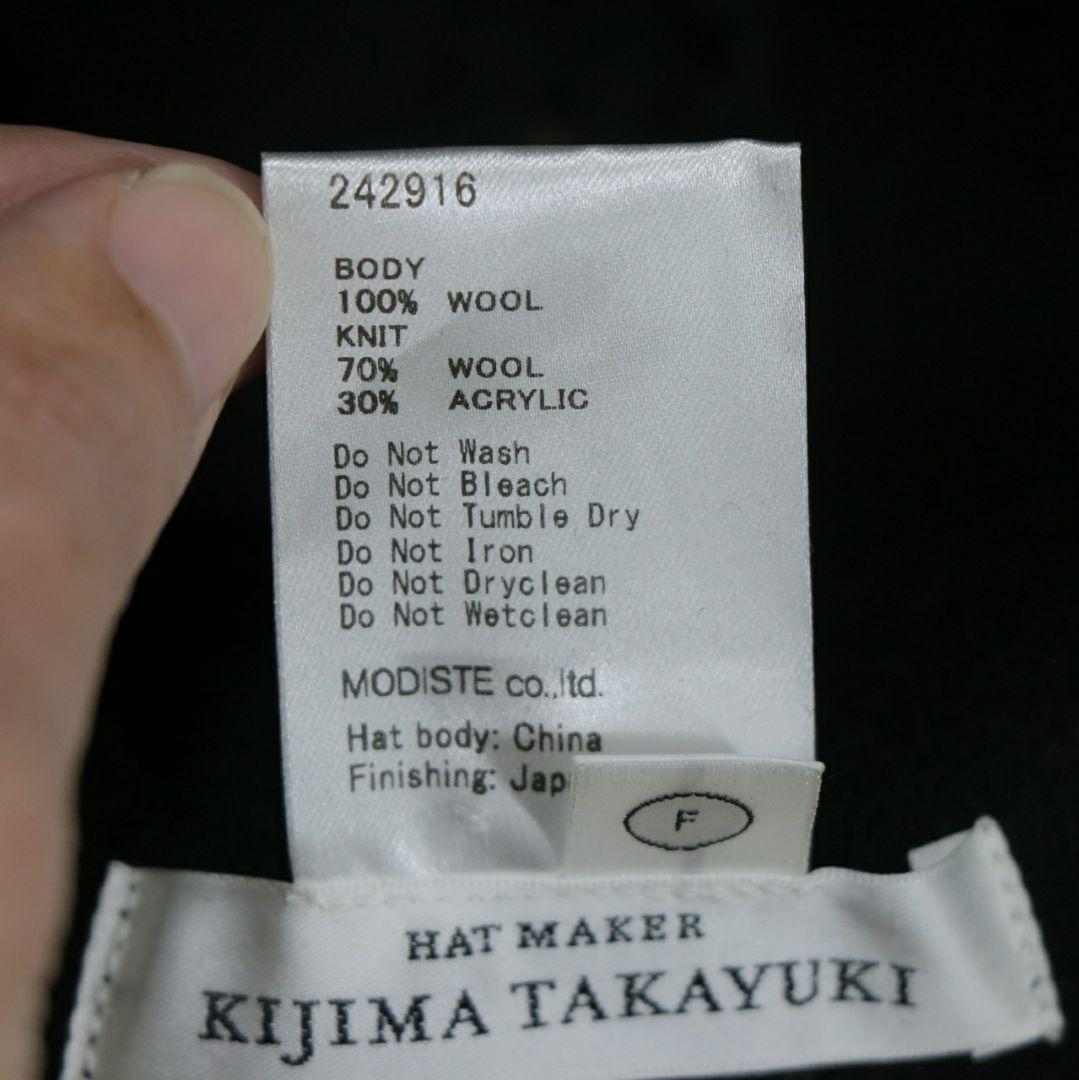 242916
BODY
100% WOOL
KNIT
70% WOOL
30% ACRYLIC
Do Not Wash
Do Not Bleach
Do Not Tumble Dry
Do Not Iron
Do Not Dryclean
Do Not Wetclean
MODISTE co.,ltd.
Hat body: China
Finishing: Jap
F
HAT MAKER
KIJIMA TAKAYUKI